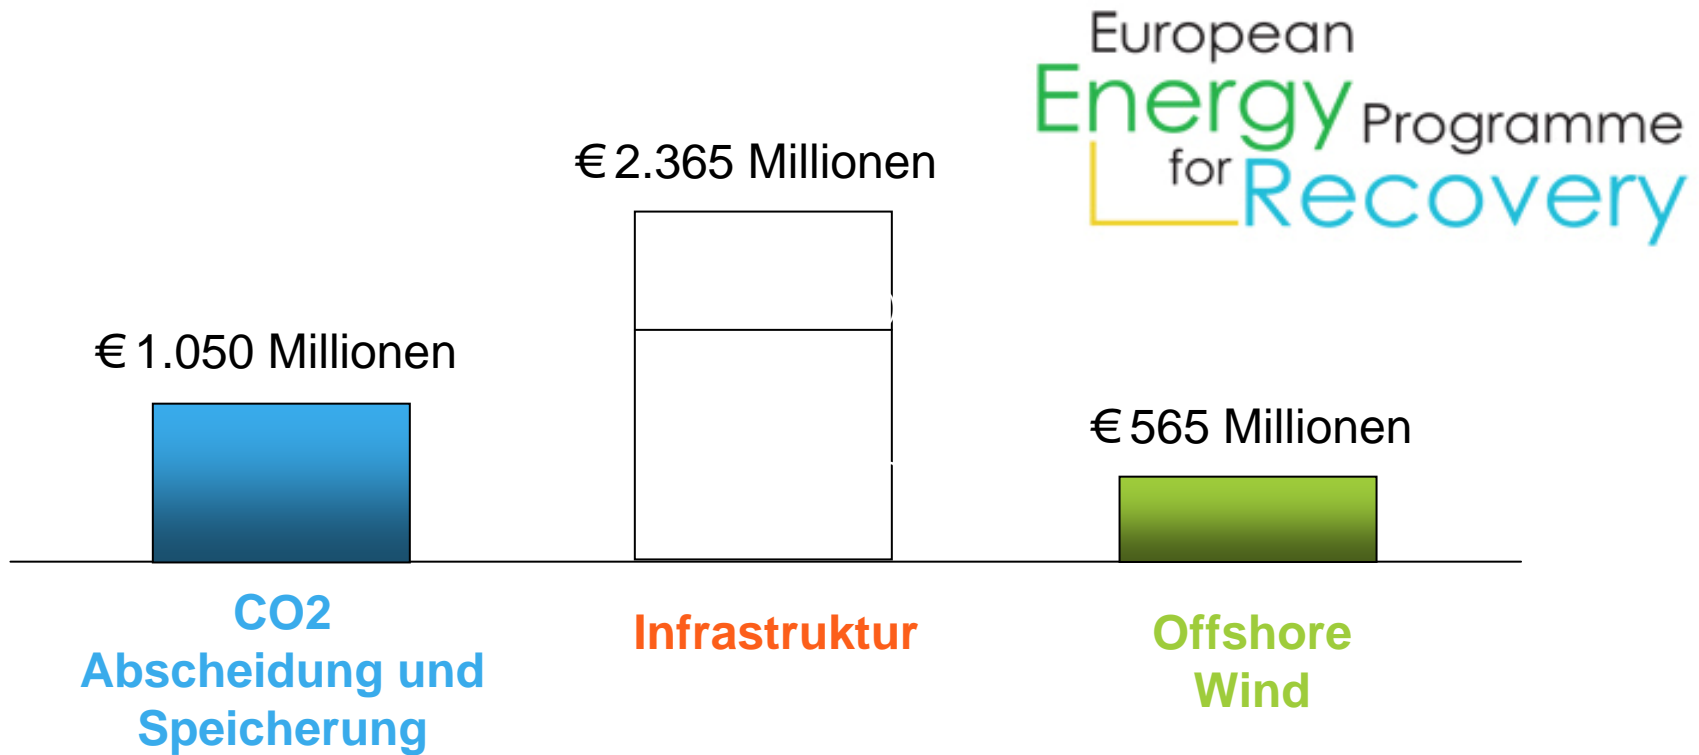 European
Energy Programme
for Recovery
€ 2.365 Millionen
€ 1.050 Millionen
€ 565 Millionen
CO2
Abscheidung und
Speicherung
Infrastruktur
Offshore
Wind